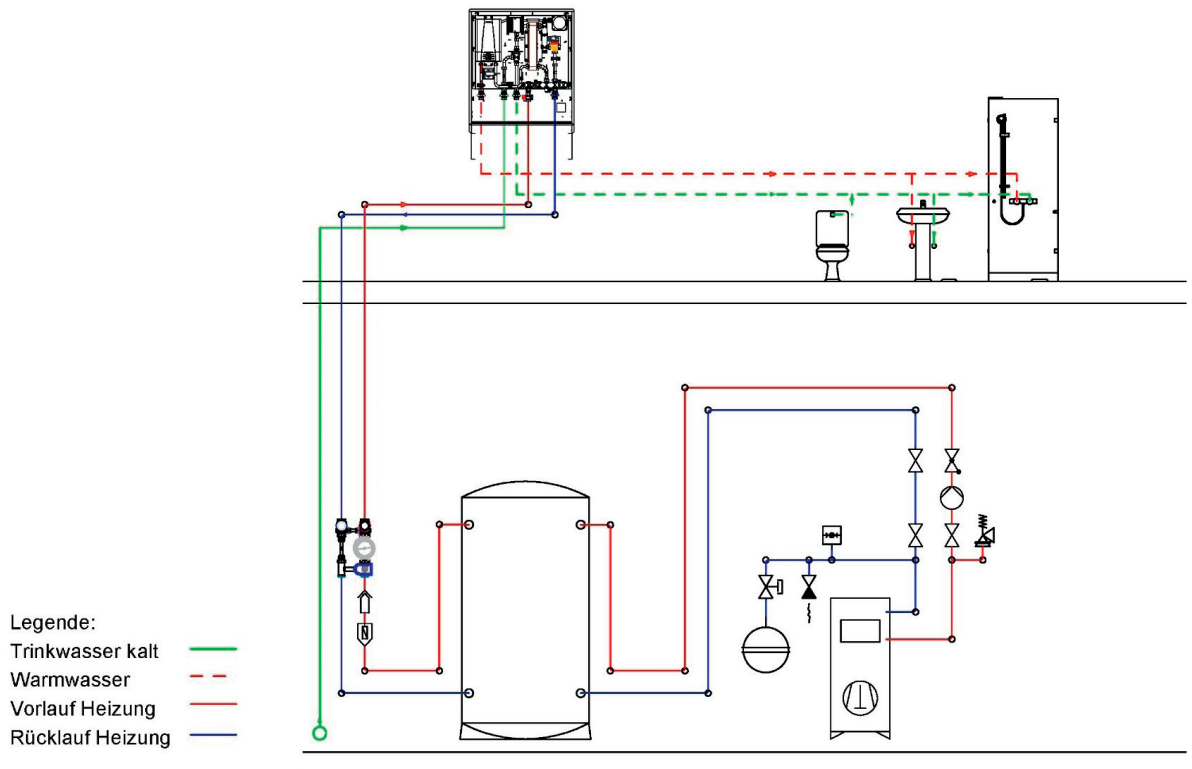 Legende:
Trinkwasser kalt
Warmwasser
Vorlauf Heizung
Rücklauf Heizung